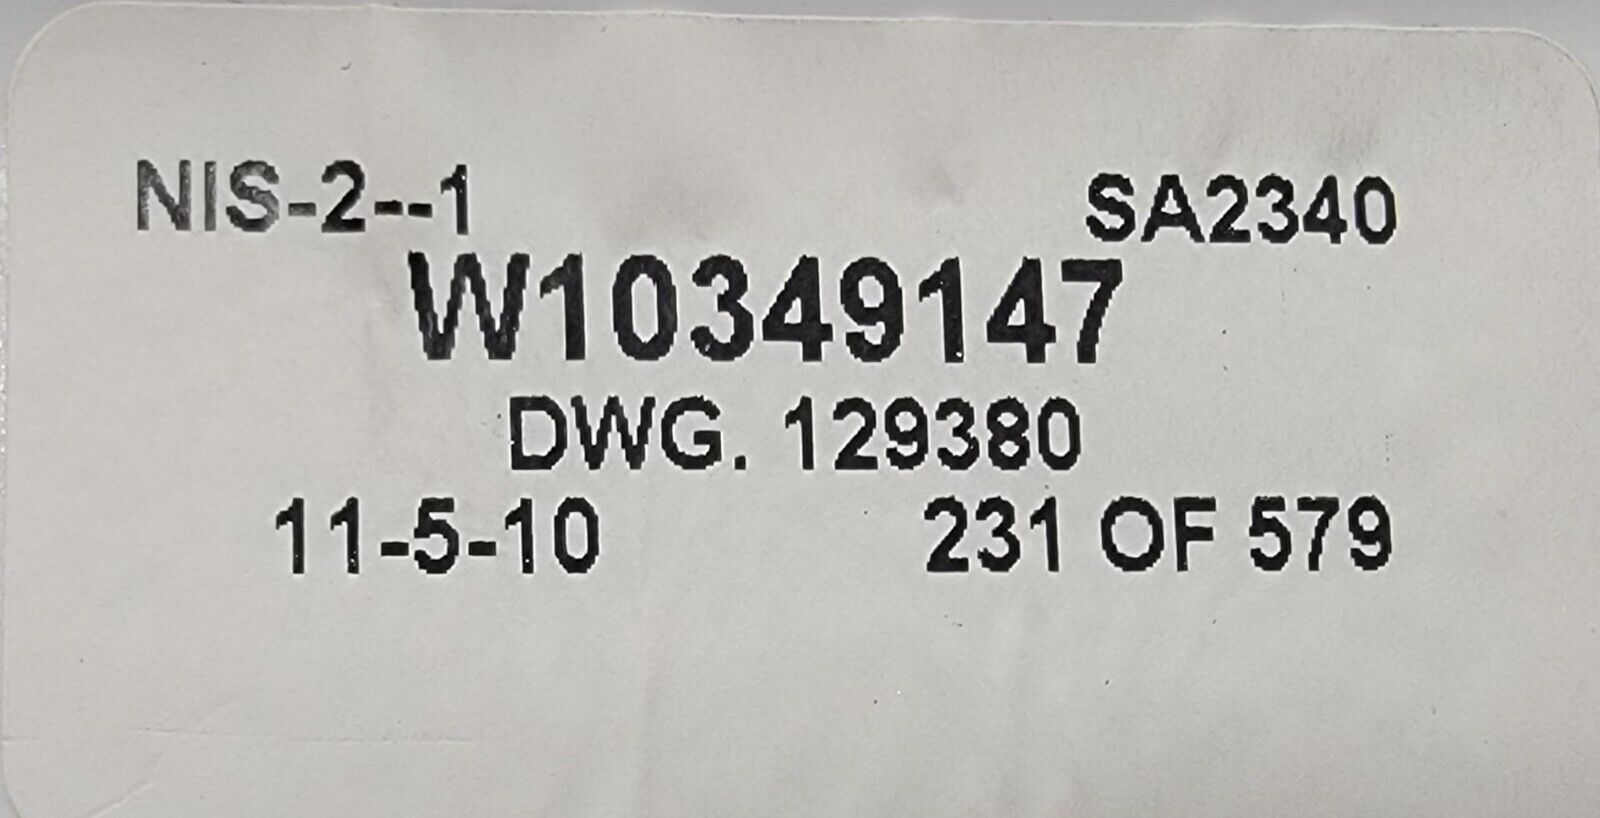 NIS-2--1 SA2340
W10349147
DWG. 129380
11-5-10 231 OF 579